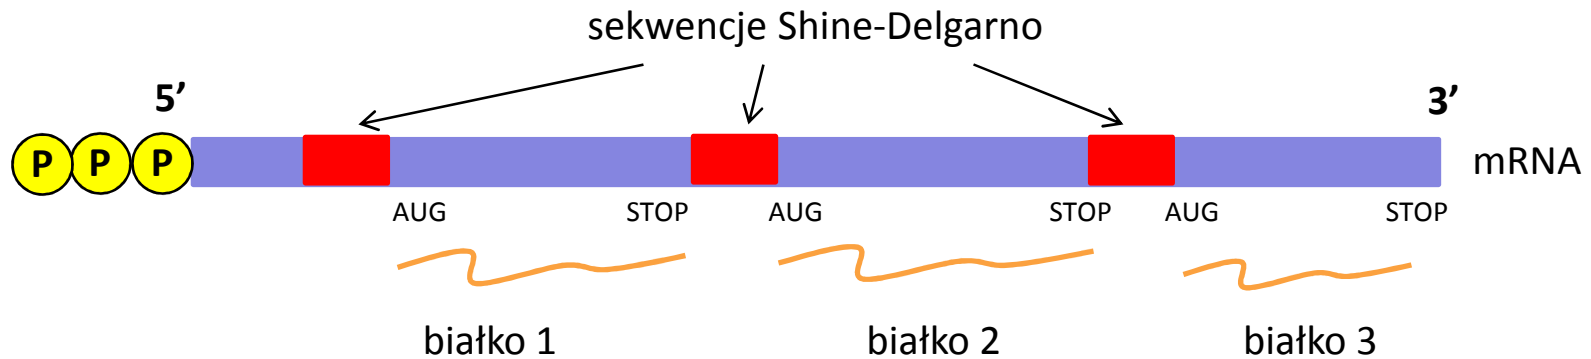 sekwencje Shine-Delgarno
5’ 3’
P P P mRNA
AUG STOP AUG STOP AUG STOP
białko 1 białko 2 białko 3